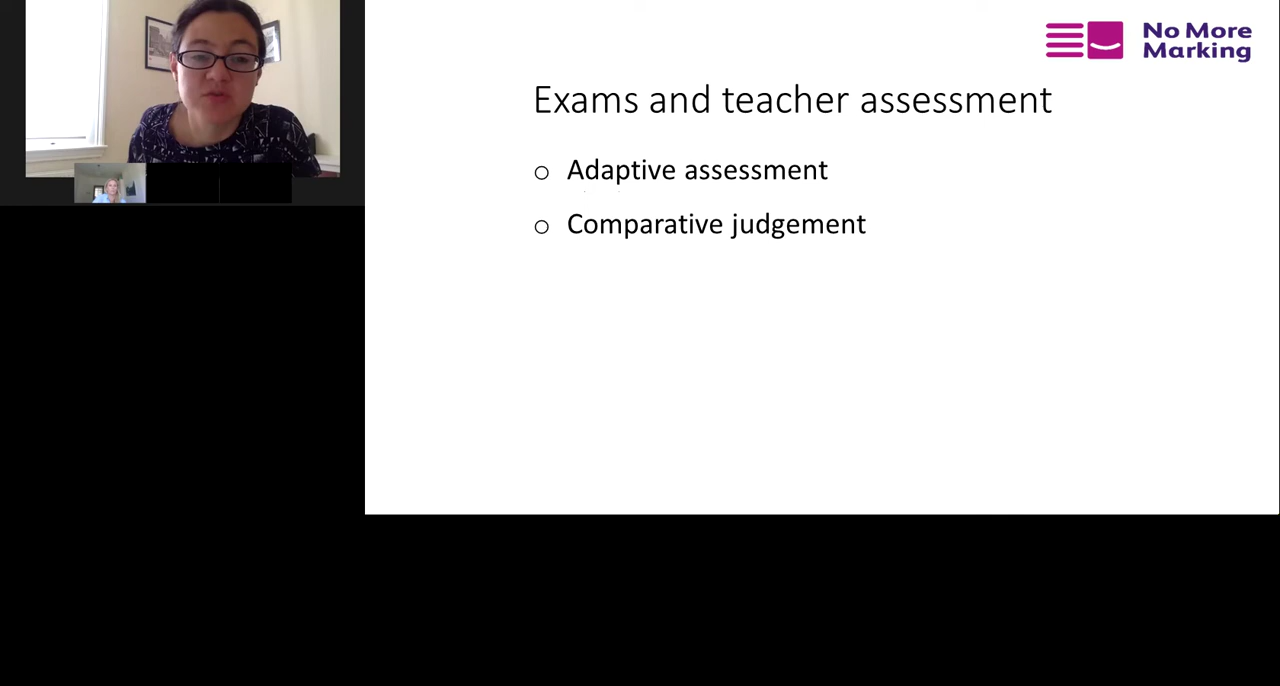 No More
Marking
Exams and teacher assessment
o Adaptive assessment
o Comparative judgement